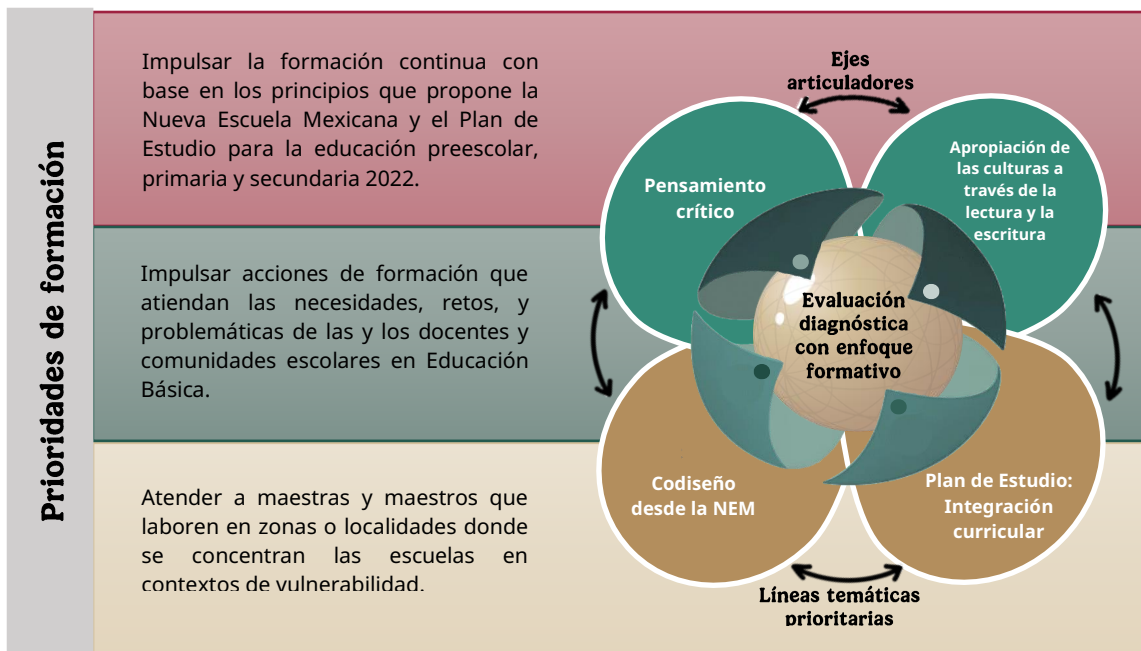 Prioridades de formación
Impulsar la formación continua con
base en los principios que propone la
Nueva Escuela Mexicana y el Plan de
Estudio para la educación preescolar,
primaria y secundaria 2022.
Impulsar acciones de formación que
atiendan las necesidades, retos, y
problemáticas de las y los docentes y
comunidades escolares en Educación
Básica.
Atender a maestras y maestros que
laboren en zonas o localidades donde
se concentran las escuelas en
contextos de vulnerabilidad.
Ejes
articuladores
Pensamiento
crítico
Apropiación de
las culturas a
través de la
lectura y la
escritura
Evaluación
diagnóstica
con enfoque
formativo
Codiseño
desde la NEM
Plan de Estudio:
Integración
curricular
Líneas temáticas
prioritarias